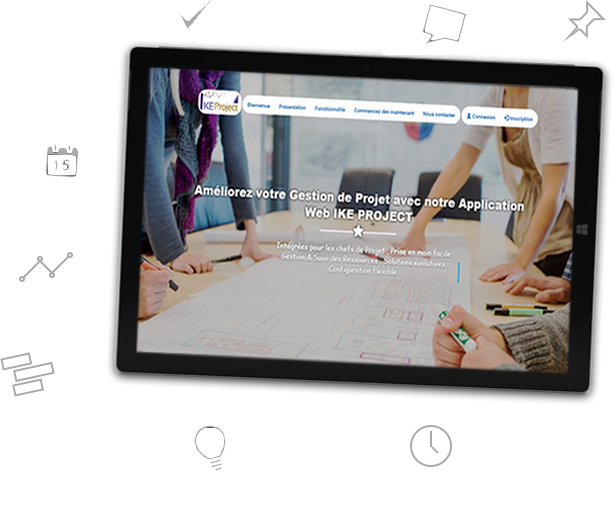 IKEProject
Bienvenue Presentation Fonctionnalité Commencez dès maintenant Nous contacter Connexion Inscription
Améliorez votre Gestion de Projet avec notre Application
Web IKE PROJECT
Intégrées pour les chefs de Projet : Prise en main facile
Gestion & Suivi des Ressources : Solutions évolutives
Configuration flexible
15